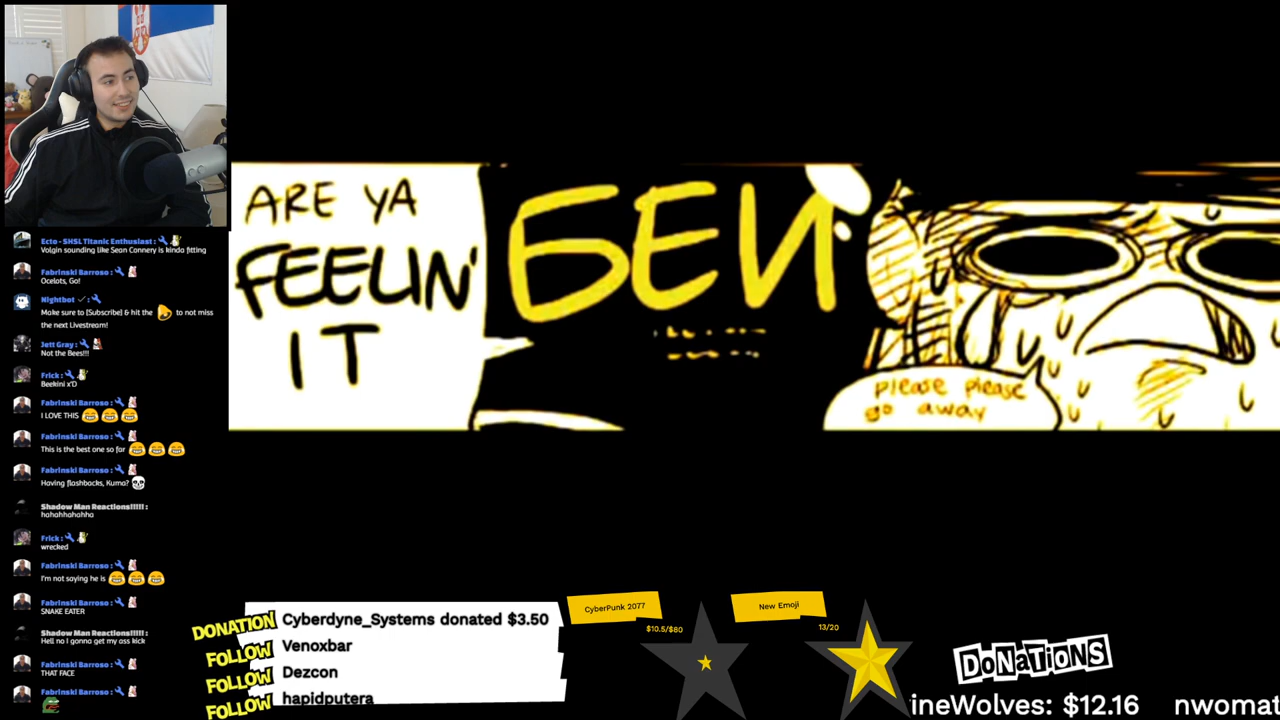 ARE YA
FEELIN'
IT
БЕЙ
please please
go away
Ecto - SHSL Titanic Enthusiast :
Volgin sounding like Sean Connery is kinda fitting
Fabrinski Barroso :
Ocelots, Go!
Nightbot ✓ :
Make sure to [Subscribe] & hit the to not miss
the next Livestream!
Jett Gray :
Not the Bees!!!
Frick :
Beekini x'D
Fabrinski Barroso :
I LOVE THIS 😂 😂 😂
Fabrinski Barroso :
This is the best one so far 😂 😂 😂
Fabrinski Barroso :
Having flashbacks, Kuma? 💀
Shadow Man Reactions!!!!! :
hahahhahahha
Frick :
wrecked
Fabrinski Barroso :
I'm not saying he is 😂 😂 😂
Fabrinski Barroso :
SNAKE EATER
Shadow Man Reactions!!!!! :
Hell no I gonna get my ass kick
Fabrinski Barroso :
THAT FACE
Fabrinski Barroso :
DONATION Cyberdyne_Systems donated $3.50
FOLLOW Venoxbar
FOLLOW Dezcon
FOLLOW hapidputera
CyberPunk 2077
$10.5/$80
New Emoji
13/20
DONATIONS
ineWolves: $12.16 nwomat